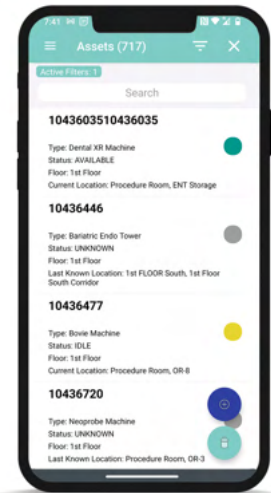 7:41
Assets (717)
Active Filters: 1
Search
1043603510436035
Type: Dental XR Machine
Status: AVAILABLE
Floor: 1st Floor
Current Location: Procedure Room, ENT Storage
10436446
Type: Bariatric Endo Tower
Status: UNKNOWN
Floor: 1st Floor
Last Known Location: 1st FLOOR South, 1st Floor
South Corridor
10436477
Type: Bovie Machine
Status: IDLE
Floor: 1st Floor
Current Location: Procedure Room, OR-8
10436720
Type: Neoprobe Machine
Status: UNKNOWN
Floor: 1st Floor
Last Known Location: Procedure Room, OR-3